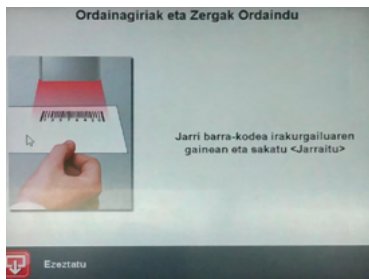 Ordainagiriak eta Zergak Ordaindu
Jarri barra-kodea irakurgailuaren
gainean eta sakatu <Jarraitu>
Ezeztatu